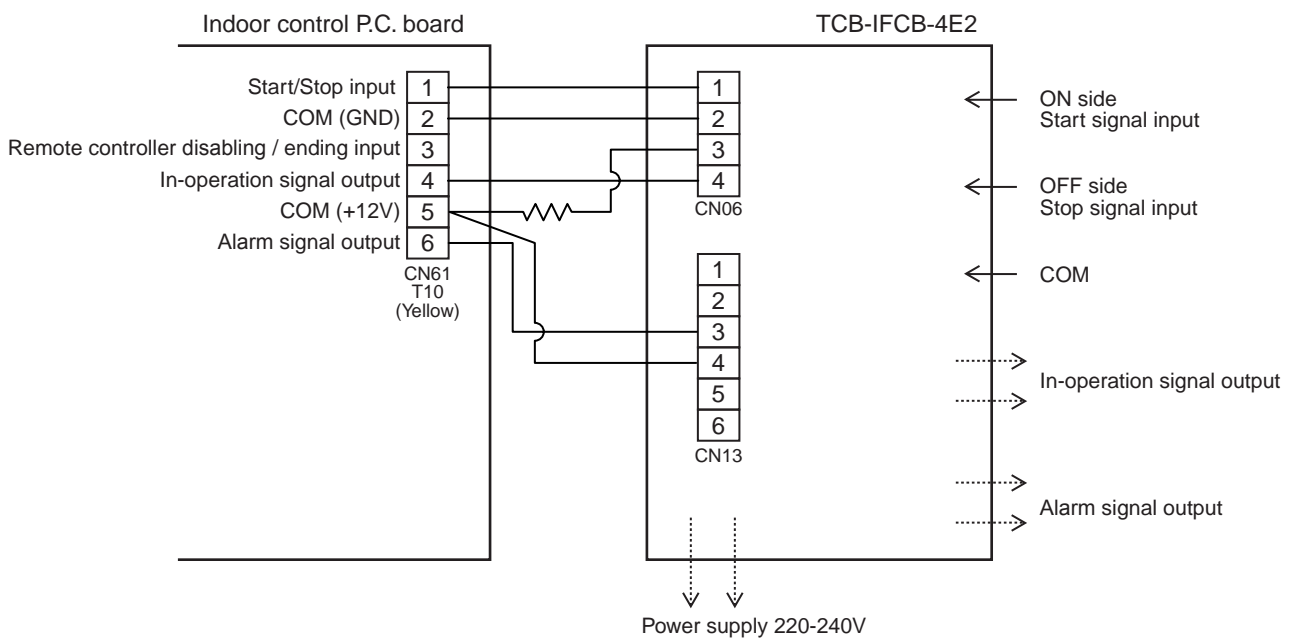 Indoor control P.C. board
TCB-IFCB-4E2
Start/Stop input 1
COM (GND) 2
Remote controller disabling / ending input 3
In-operation signal output 4
COM (+12V) 5
Alarm signal output 6
CN61
T10
(Yellow)
1
2
3
4
CN06
1
2
3
4
5
6
CN13
ON side
Start signal input
OFF side
Stop signal input
COM
In-operation signal output
Alarm signal output
Power supply 220-240V